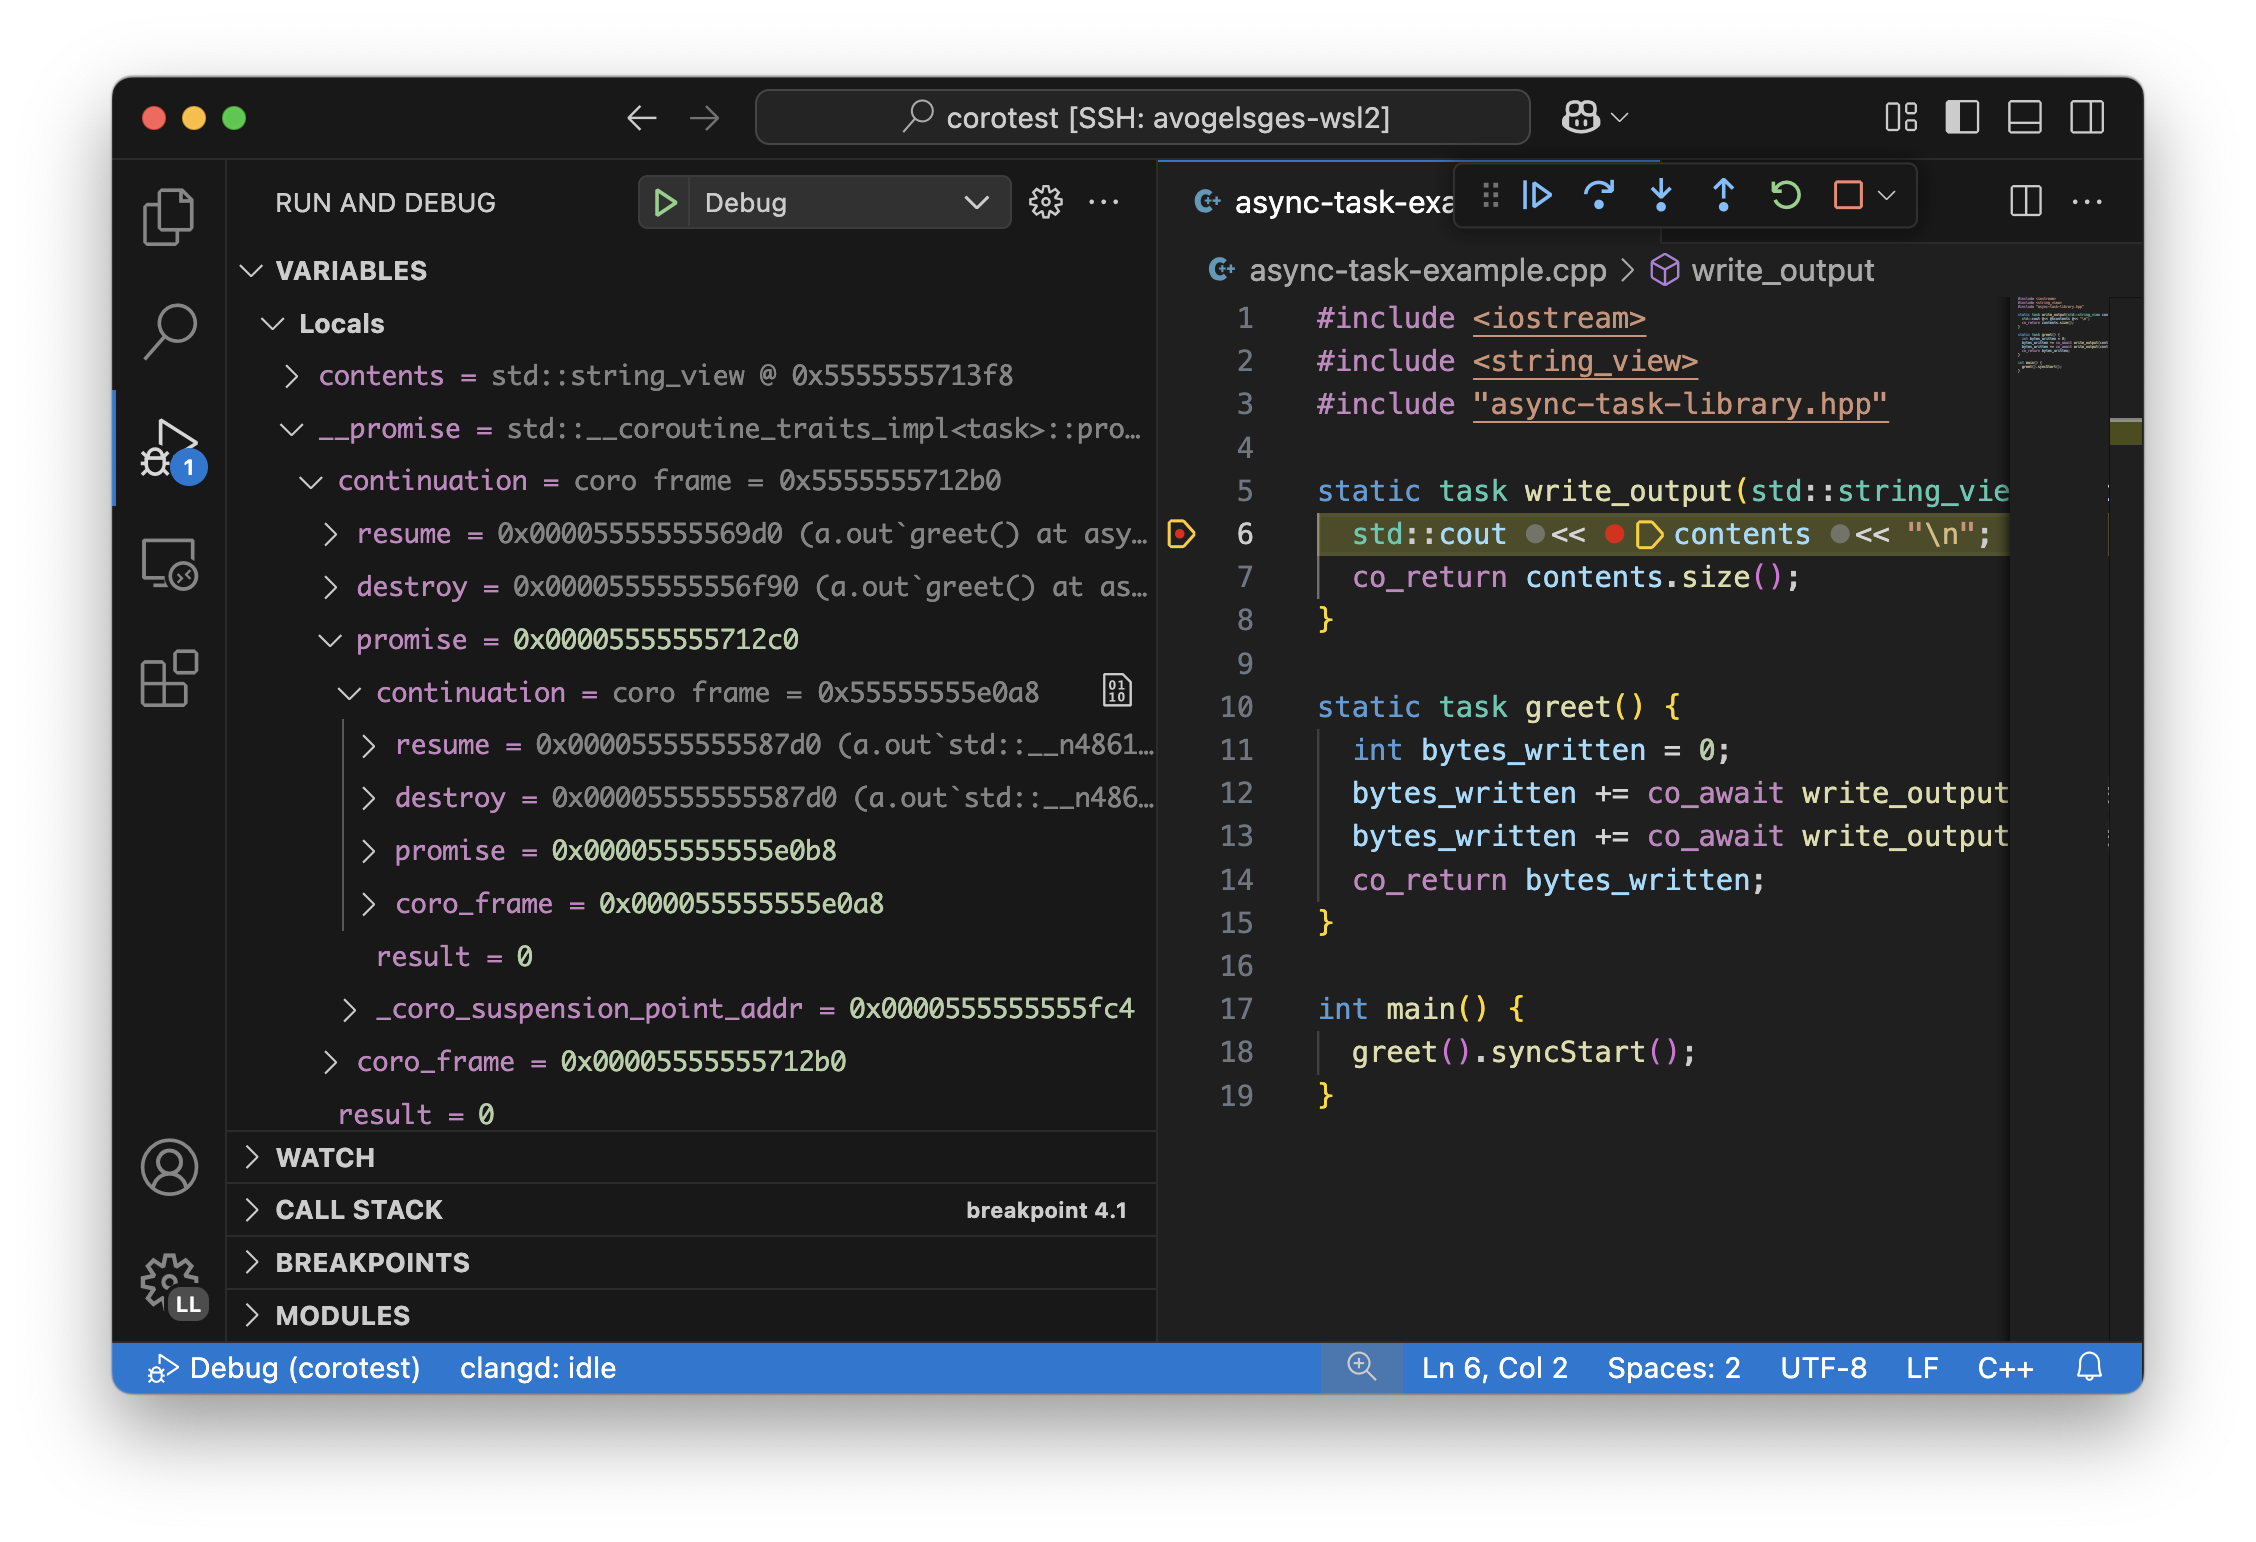 corotest [SSH: avogelsges-wsl2]
RUN AND DEBUG
Debug
VARIABLES
Locals
contents = std::string_view @ 0x5555555713f8
__promise = std::__coroutine_traits_impl<task>::pro…
continuation = coro frame = 0x5555555712b0
resume = 0x00005555555569d0 (a.out`greet() at asy…
destroy = 0x0000555555556f90 (a.out`greet() at as…
promise = 0x00005555555712c0
continuation = coro frame = 0x55555555e0a8
resume = 0x00005555555587d0 (a.out`std::__n4861…
destroy = 0x00005555555587d0 (a.out`std::__n486…
promise = 0x000055555555e0b8
coro_frame = 0x000055555555e0a8
result = 0
_coro_suspension_point_addr = 0x0000555555555fc4
coro_frame = 0x00005555555712b0
result = 0
WATCH
CALL STACK
breakpoint 4.1
BREAKPOINTS
MODULES
1
LL
async-task-exa
async-task-example.cpp > write_output
1 #include <iostream>
2 #include <string_view>
3 #include "async-task-library.hpp"
4
5 static task write_output(std::string_vie
6 std::cout << contents << "\n";
7 co_return contents.size();
8 }
9
10 static task greet() {
11 int bytes_written = 0;
12 bytes_written += co_await write_output
13 bytes_written += co_await write_output
14 co_return bytes_written;
15 }
16
17 int main() {
18 greet().syncStart();
19 }
Debug (corotest) clangd: idle
Ln 6, Col 2 Spaces: 2 UTF-8 LF C++